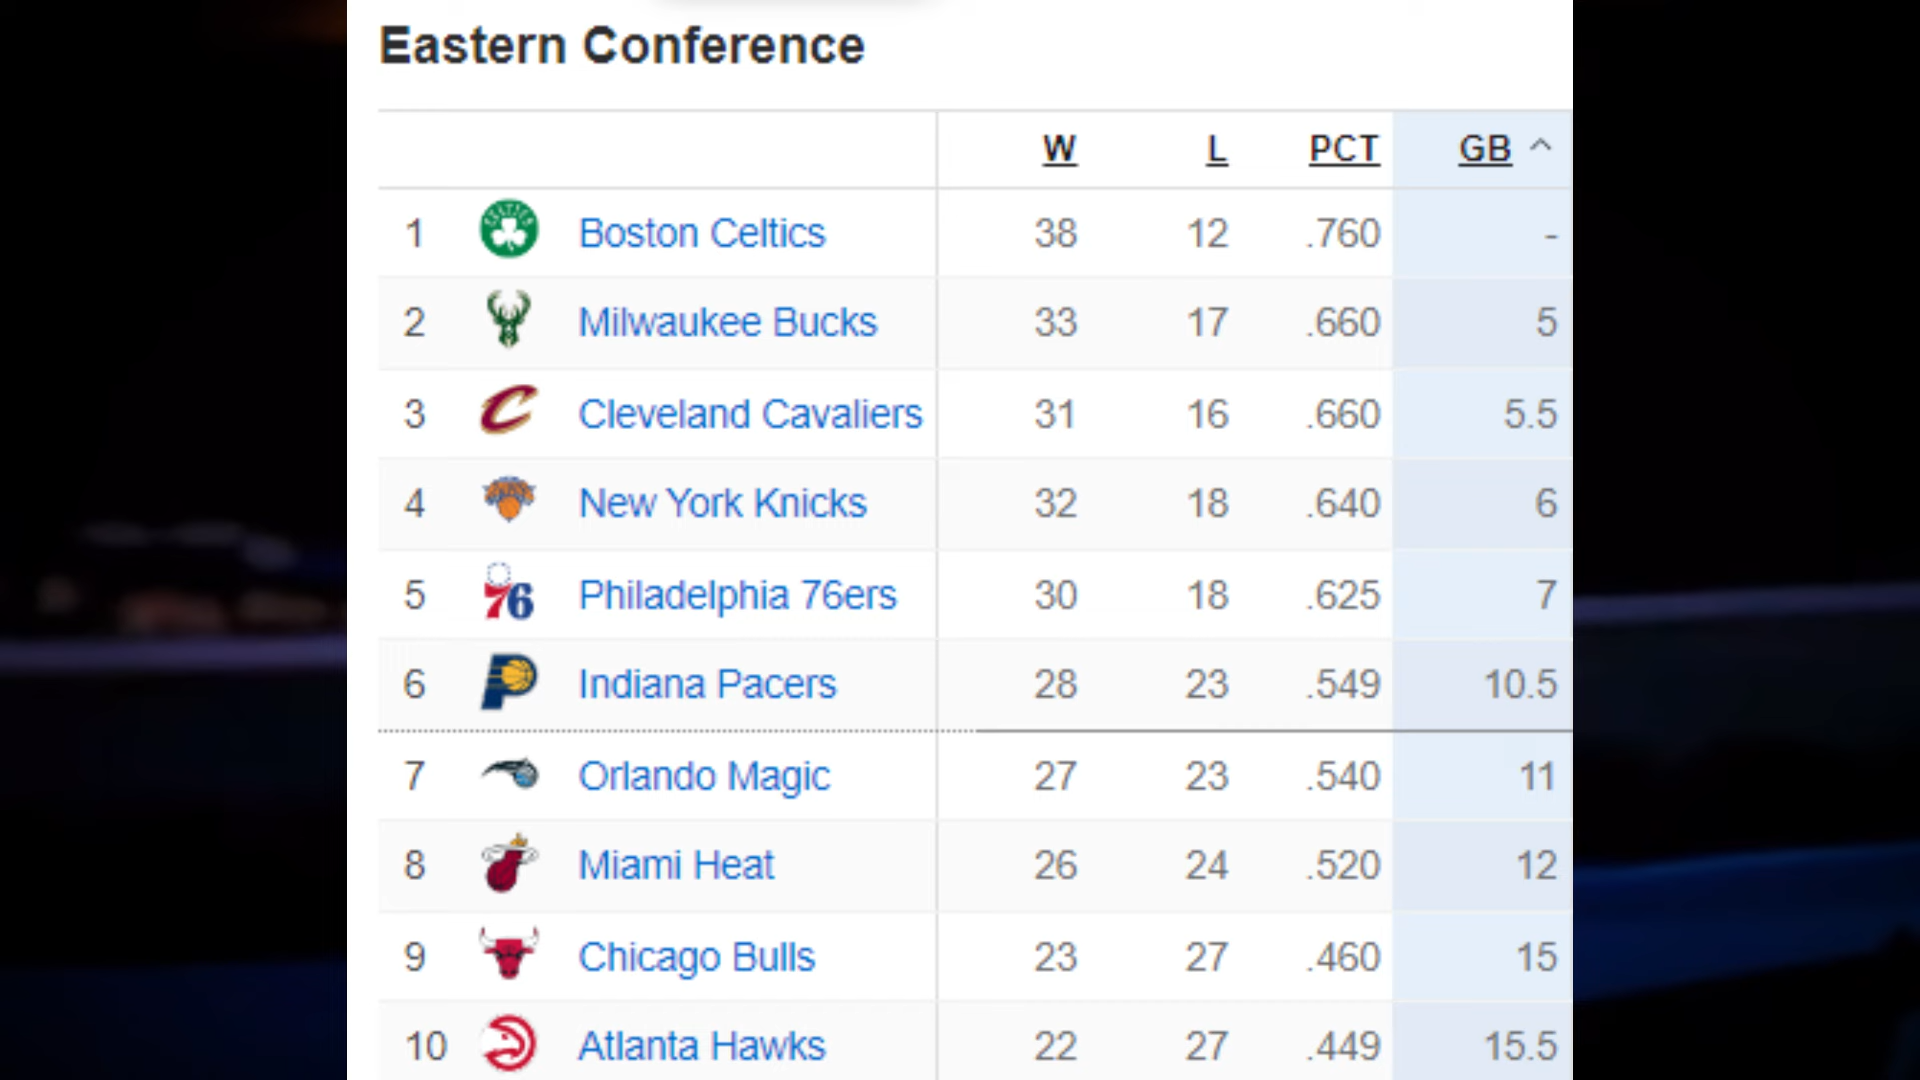 Eastern Conference
W L PCT GB
1 CELTICS Boston Celtics 38 12 .760 -
2 Milwaukee Bucks 33 17 .660 5
3 C Cleveland Cavaliers 31 16 .660 5.5
4 New York Knicks 32 18 .640 6
5 76 Philadelphia 76ers 30 18 .625 7
6 P Indiana Pacers 28 23 .549 10.5
7 Orlando Magic 27 23 .540 11
8 Miami Heat 26 24 .520 12
9 Chicago Bulls 23 27 .460 15
10 Atlanta Hawks 22 27 .449 15.5